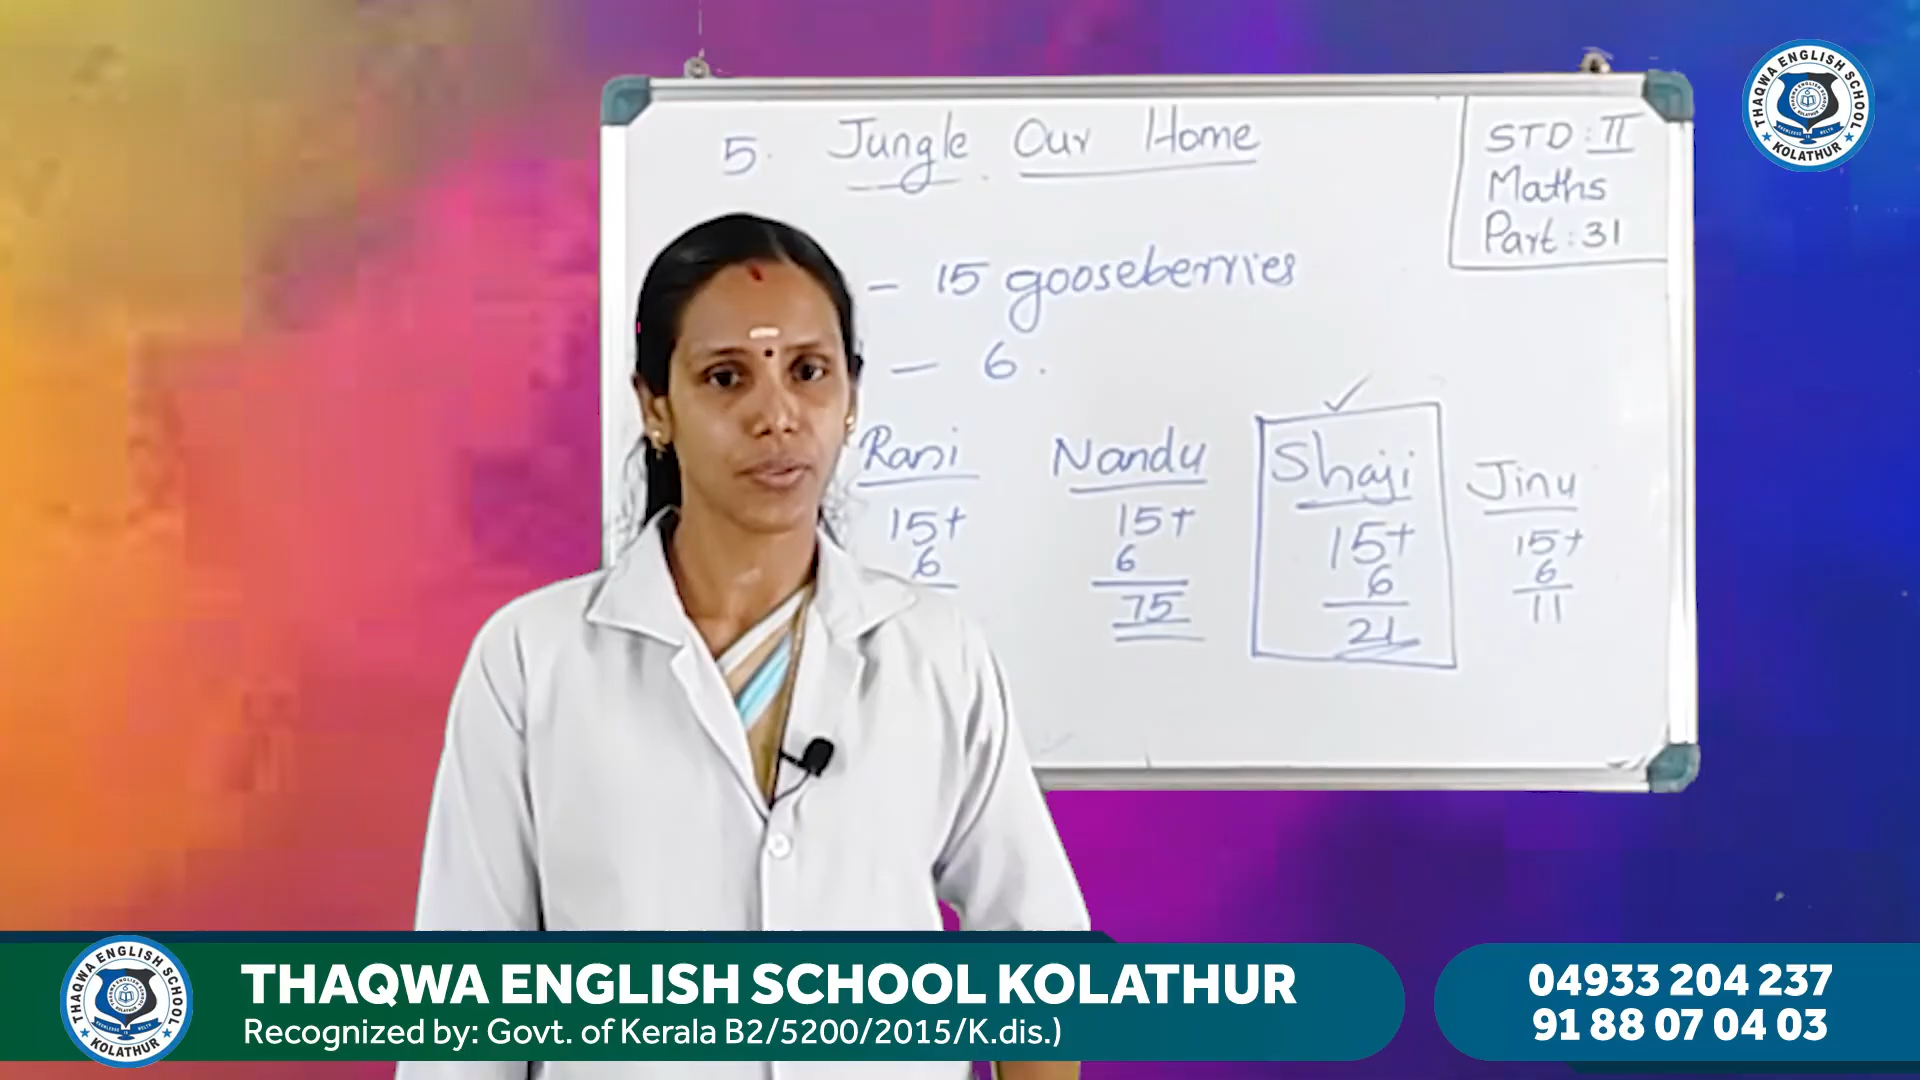 5. Jungle Our Home
STD : II
Maths
Part : 31
— 15 gooseberries
— 6.
Rani
15+
6
Nandu
15+
6
75
Shaji
15+
6
21
Jinu
15+
6
11
THAQWA ENGLISH SCHOOL
KOLATHUR
THAQWA ENGLISH SCHOOL
KOLATHUR
THAQWA ENGLISH SCHOOL KOLATHUR
Recognized by: Govt. of Kerala B2/5200/2015/K.dis.)
04933 204 237
91 88 07 04 03